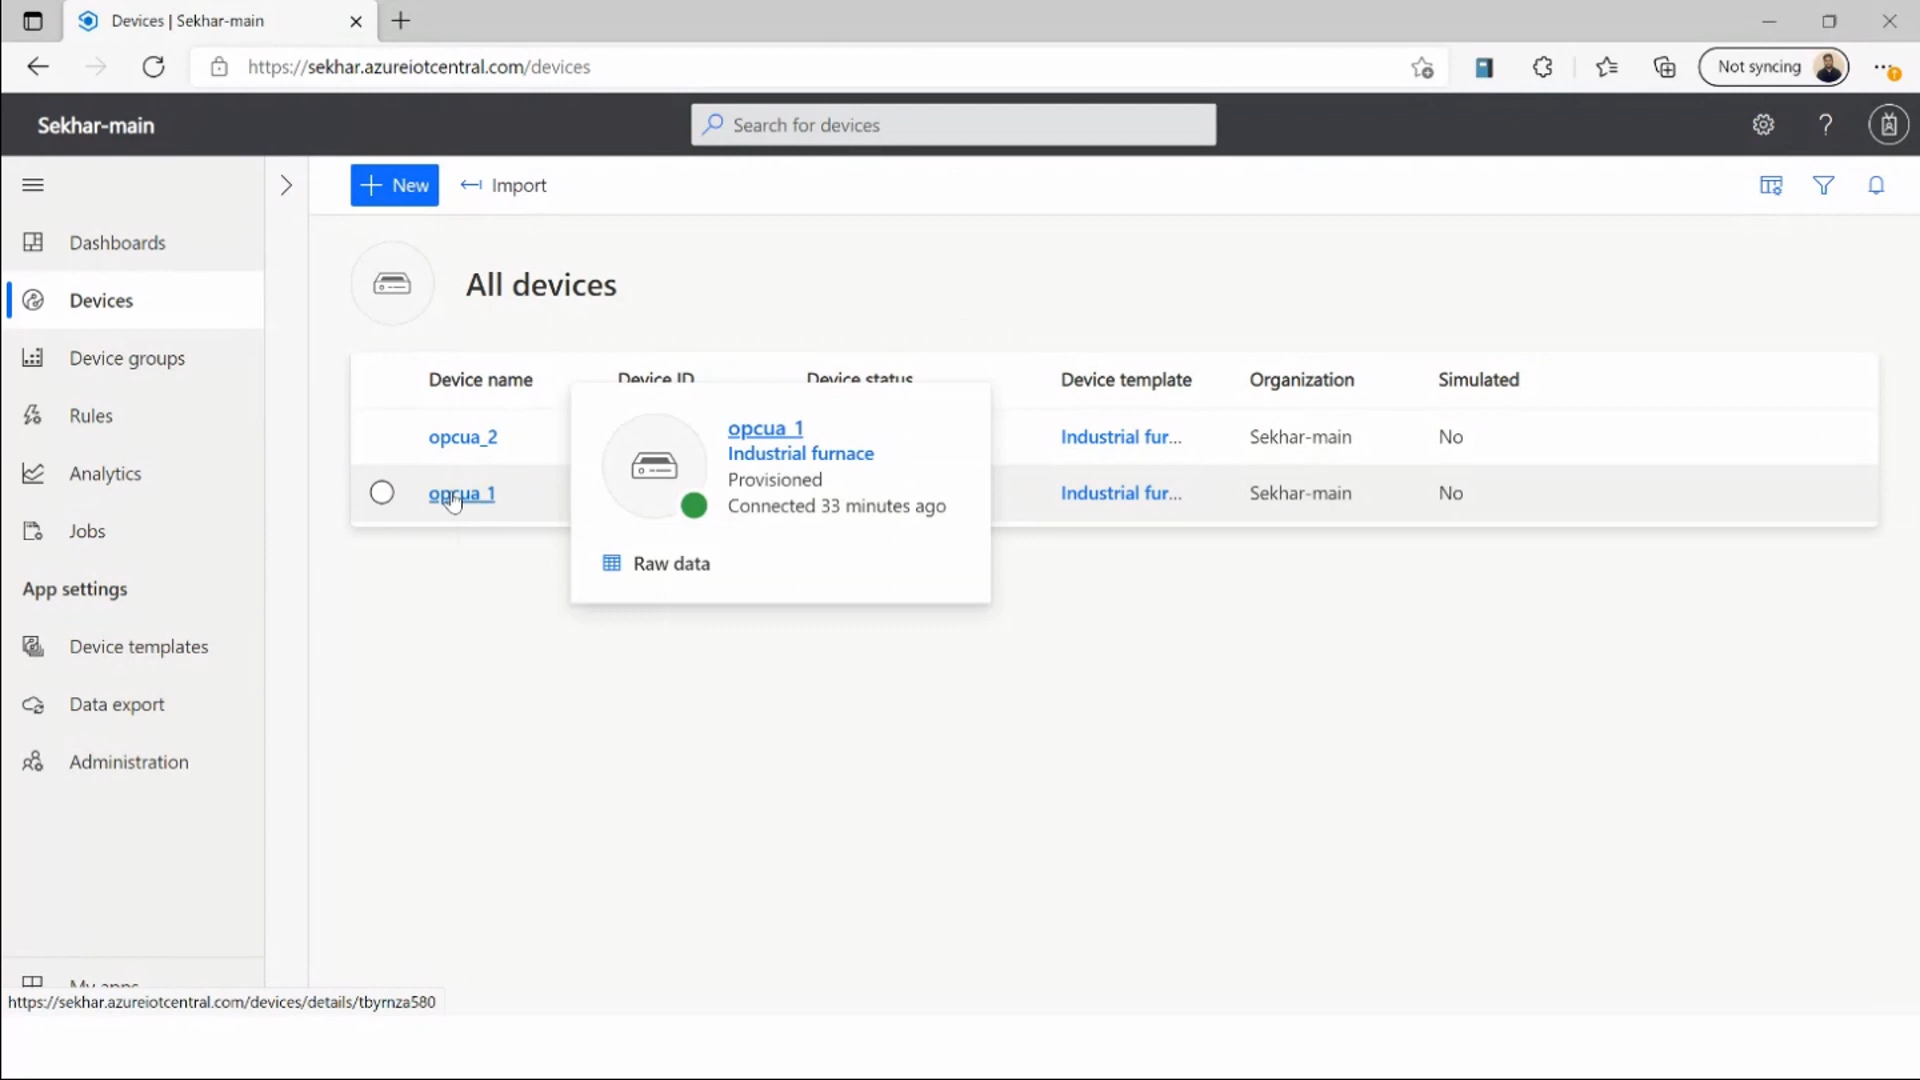 Devices | Sekhar-main
https://sekhar.azureiotcentral.com/devices
Not syncing
Sekhar-main
Search for devices
New
Import
Dashboards
Devices
Device groups
Rules
Analytics
Jobs
App settings
Device templates
Data export
Administration
My apps
All devices
Device name Device ID Device status Device template Organization Simulated
opcua_2 Industrial fur... Sekhar-main No
opcua_1 Industrial fur... Sekhar-main No
opcua_1
Industrial furnace
Provisioned
Connected 33 minutes ago
Raw data
https://sekhar.azureiotcentral.com/devices/details/tbyrnza580